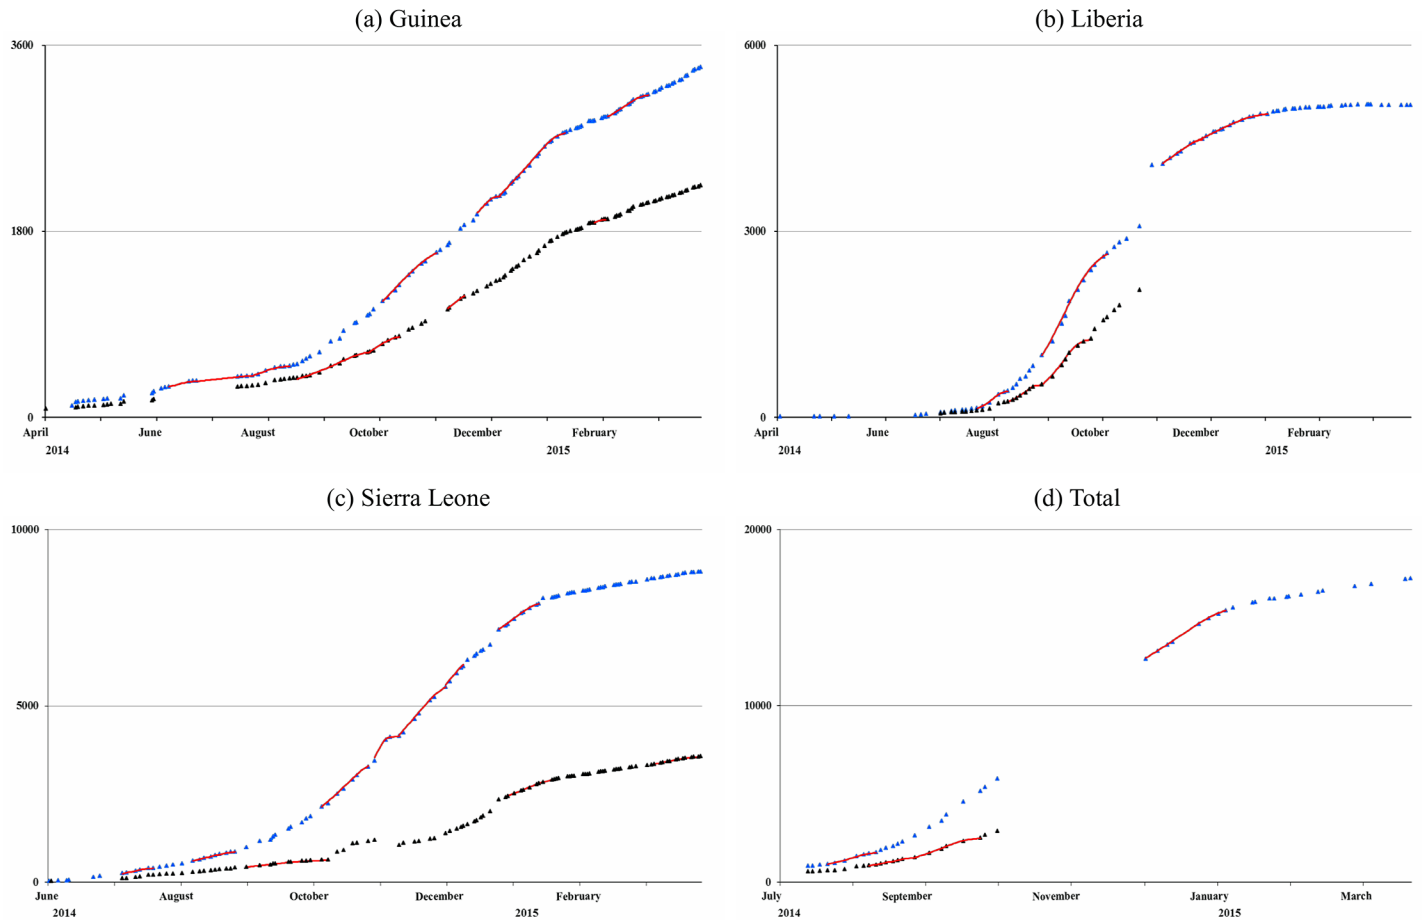 (a) Guinea
3600
1800
0
April June August October December February
2014 2015
(b) Liberia
6000
3000
0
April June August October December February
2014 2015
(c) Sierra Leone
10000
5000
0
June August October December February
2014 2015
(d) Total
20000
10000
0
July September November January March
2014 2015